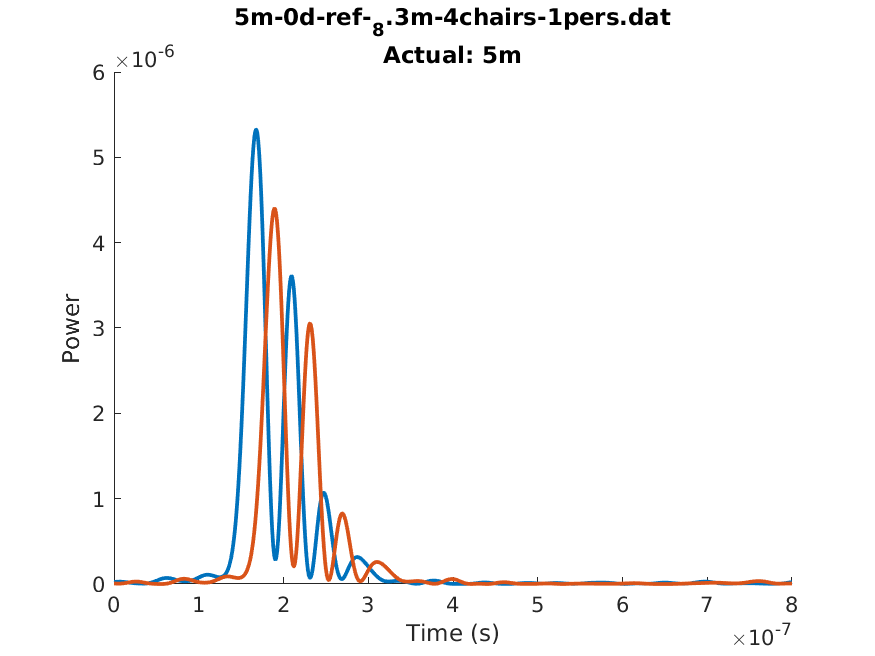 5m-0d-ref-₈.3m-4chairs-1pers.dat
Actual: 5m
×10⁻⁶
6
5
4
3
2
1
0
Power
0 1 2 3 4 5 6 7 8
Time (s)
×10⁻⁷